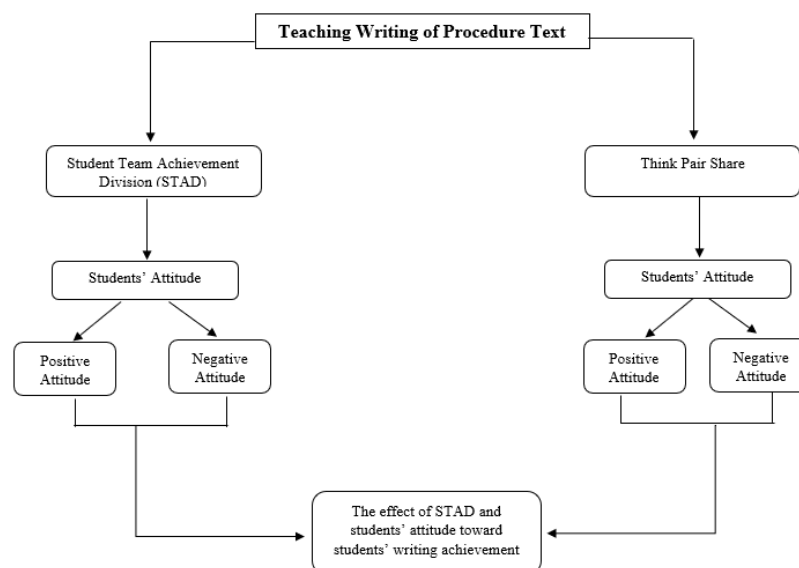 Teaching Writing of Procedure Text
Student Team Achievement
Division (STAD)
Think Pair Share
Students’ Attitude
Students’ Attitude
Positive
Attitude
Negative
Attitude
Positive
Attitude
Negative
Attitude
The effect of STAD and
students’ attitude toward
students’ writing achievement